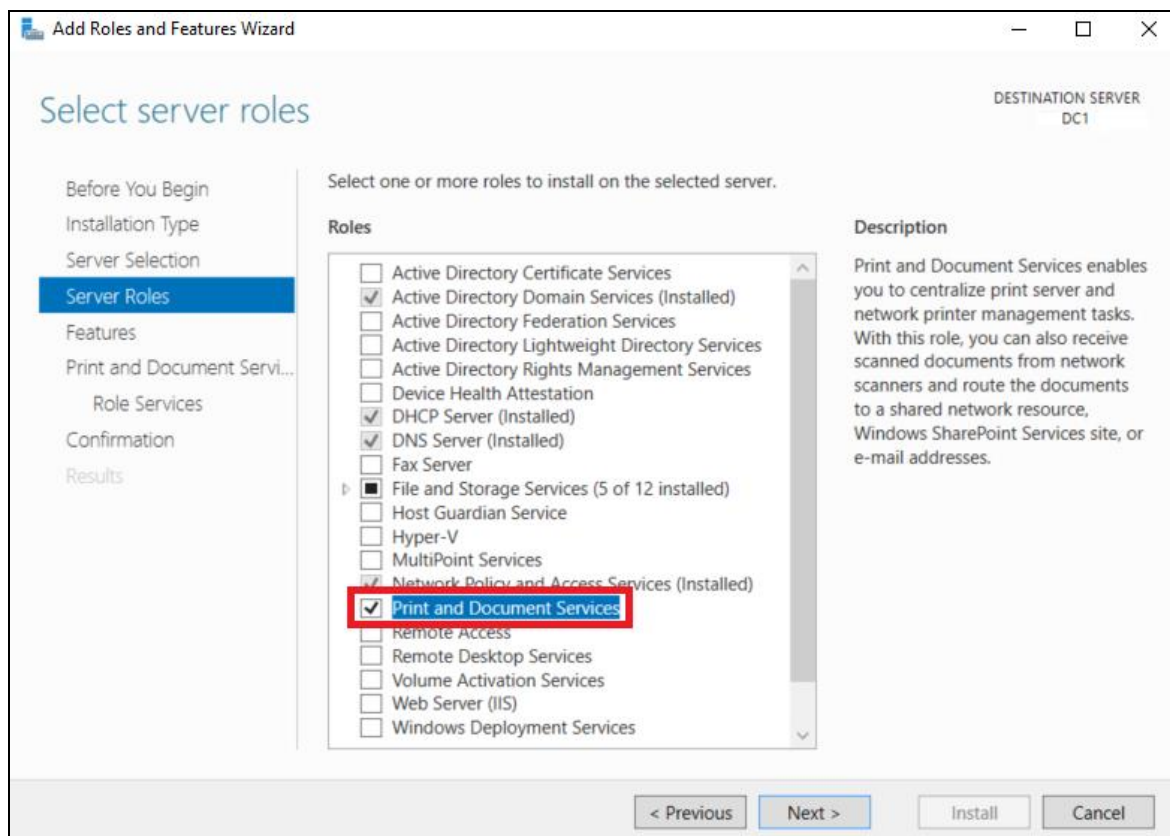 Add Roles and Features Wizard
Select server roles
DESTINATION SERVER
DC1
Before You Begin
Installation Type
Server Selection
Server Roles
Features
Print and Document Servi...
Role Services
Confirmation
Results
Select one or more roles to install on the selected server.
Roles
Active Directory Certificate Services
Active Directory Domain Services (Installed)
Active Directory Federation Services
Active Directory Lightweight Directory Services
Active Directory Rights Management Services
Device Health Attestation
DHCP Server (Installed)
DNS Server (Installed)
Fax Server
File and Storage Services (5 of 12 installed)
Host Guardian Service
Hyper-V
MultiPoint Services
Network Policy and Access Services (Installed)
Print and Document Services
Remote Access
Remote Desktop Services
Volume Activation Services
Web Server (IIS)
Windows Deployment Services
Description
Print and Document Services enables
you to centralize print server and
network printer management tasks.
With this role, you can also receive
scanned documents from network
scanners and route the documents
to a shared network resource,
Windows SharePoint Services site, or
e-mail addresses.
< Previous
Next >
Install
Cancel